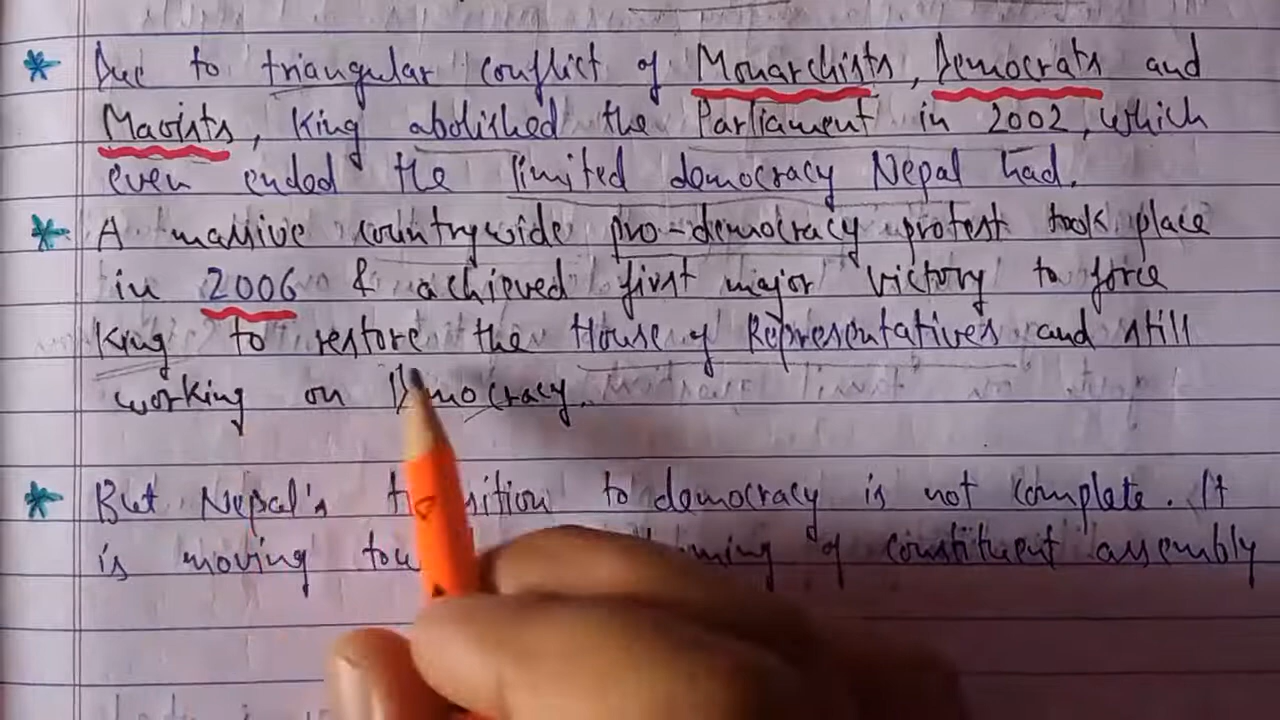 * Due to triangular conflict of Monarchists, Democrats and
Maoists, King abolished the Parliament in 2002, which
even ended the limited democracy Nepal had.
* A massive countrywide pro-democracy protest took place
in 2006 & achieved first major victory to force
King to restore the House of Representatives and still
working on Democracy.
* But Nepal's to democracy is not complete. It
is moving of constituent assembly